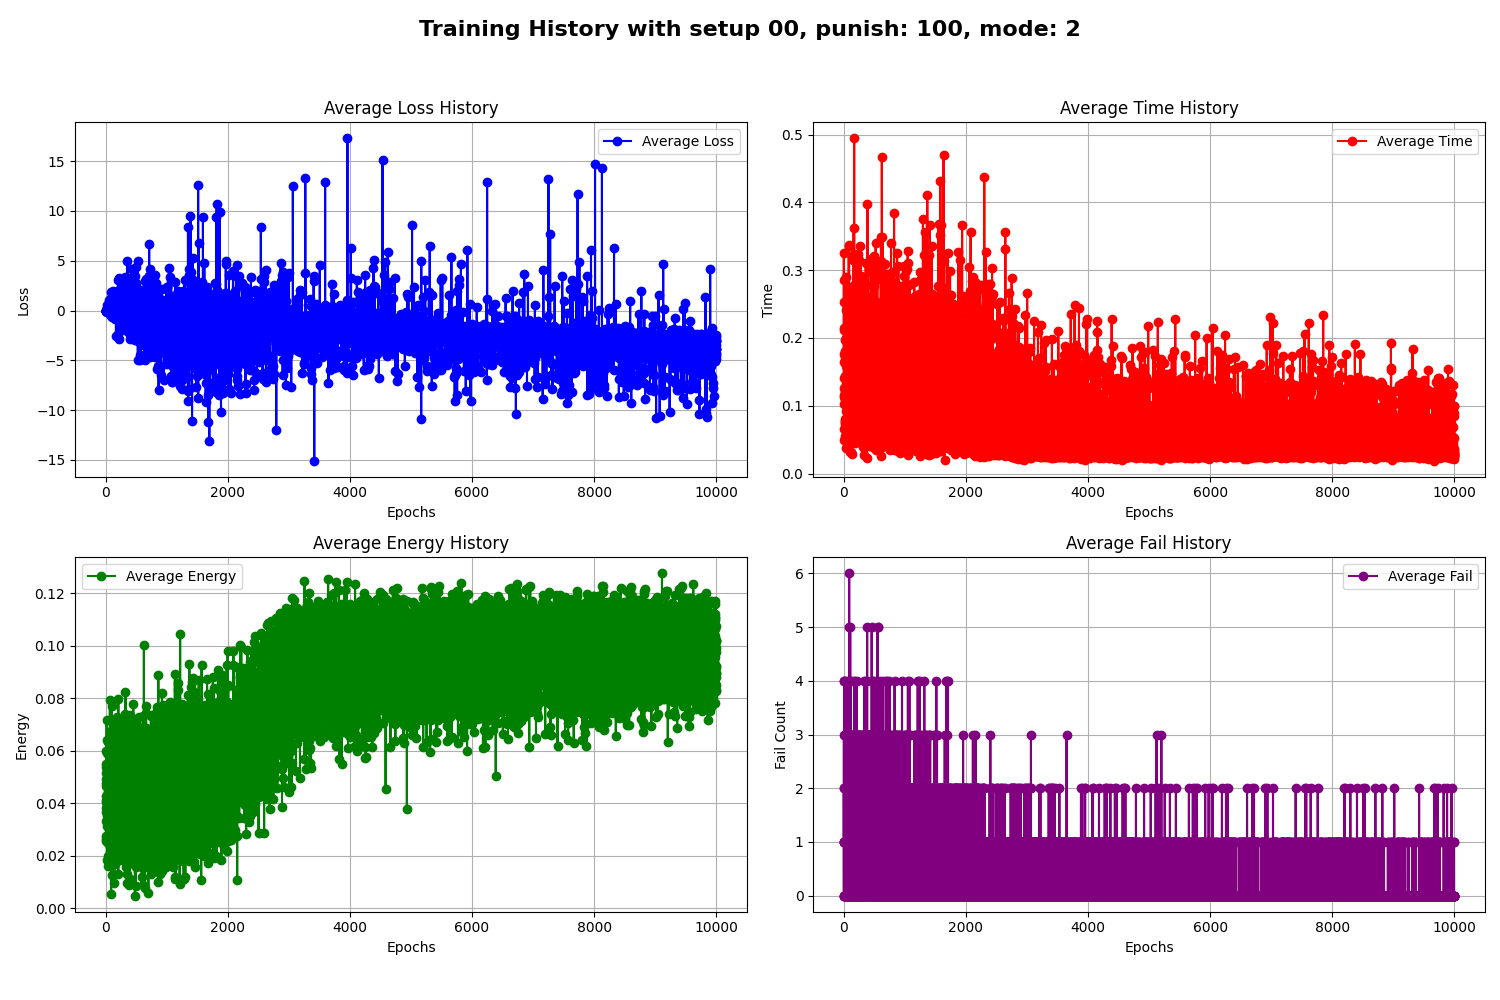 Training History with setup 00, punish: 100, mode: 2
Average Loss History
Average Loss
Loss
15
10
5
0
−5
−10
−15
0 2000 4000 6000 8000 10000
Epochs
Average Time History
Average Time
Time
0.5
0.4
0.3
0.2
0.1
0.0
0 2000 4000 6000 8000 10000
Epochs
Average Energy History
Average Energy
Energy
0.12
0.10
0.08
0.06
0.04
0.02
0.00
0 2000 4000 6000 8000 10000
Epochs
Average Fail History
Average Fail
Fail Count
6
5
4
3
2
1
0
0 2000 4000 6000 8000 10000
Epochs